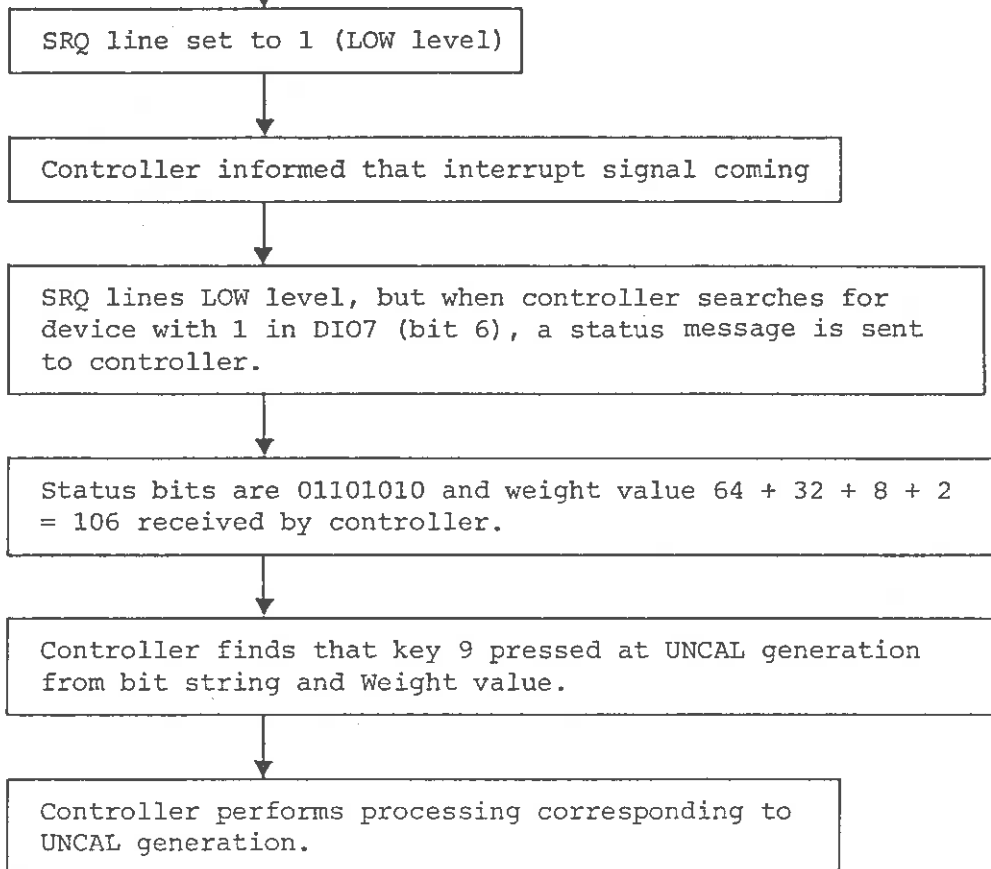 SRQ line set to 1 (LOW level)
Controller informed that interrupt signal coming
SRQ lines LOW level, but when controller searches for
device with 1 in DIO7 (bit 6), a status message is sent
to controller.
Status bits are 01101010 and weight value 64 + 32 + 8 + 2
= 106 received by controller.
Controller finds that key 9 pressed at UNCAL generation
from bit string and Weight value.
Controller performs processing corresponding to
UNCAL generation.